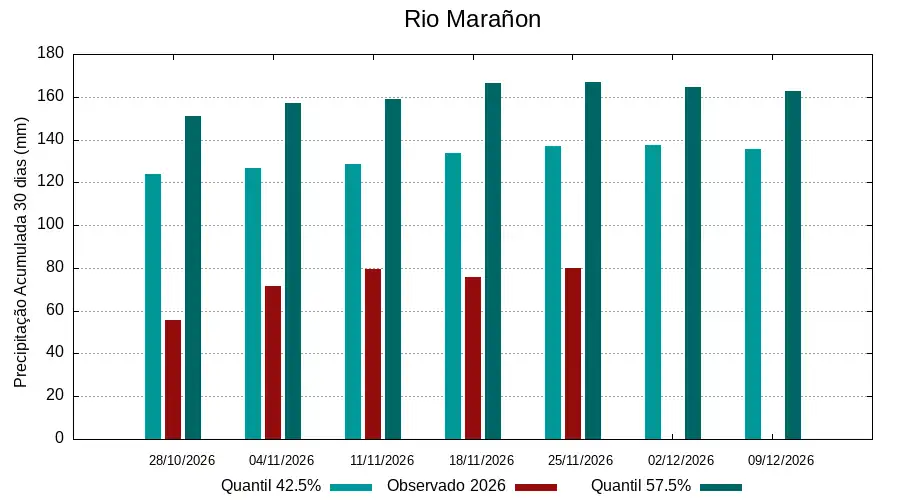 Rio Marañon
Precipitação Acumulada 30 dias (mm)
180
160
140
120
100
80
60
40
20
0
28/10/2026 04/11/2026 11/11/2026 18/11/2026 25/11/2026 02/12/2026 09/12/2026
Quantil 42.5% Observado 2026 Quantil 57.5%